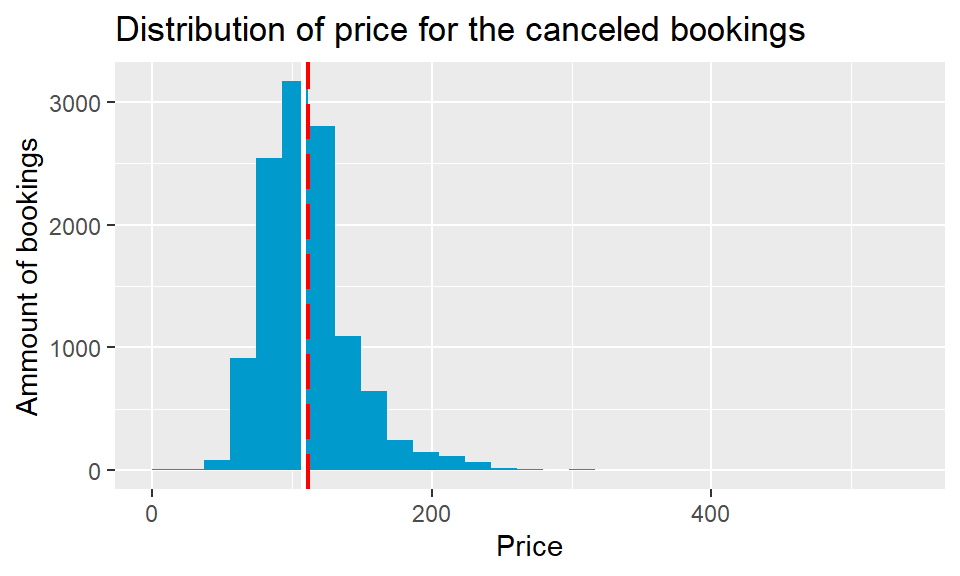 Distribution of price for the canceled bookings
Ammount of bookings
3000
2000
1000
0
0
200
400
Price